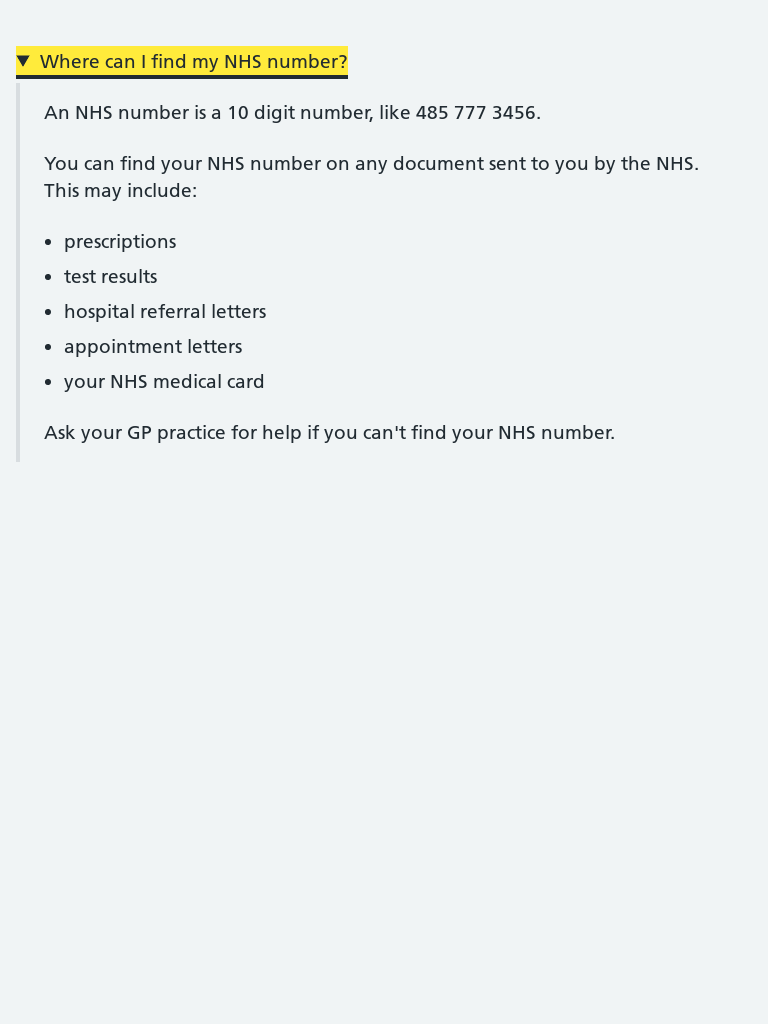 Where can I find my NHS number?
An NHS number is a 10 digit number, like 485 777 3456.
You can find your NHS number on any document sent to you by the NHS.
This may include:
prescriptions
test results
hospital referral letters
appointment letters
your NHS medical card
Ask your GP practice for help if you can't find your NHS number.